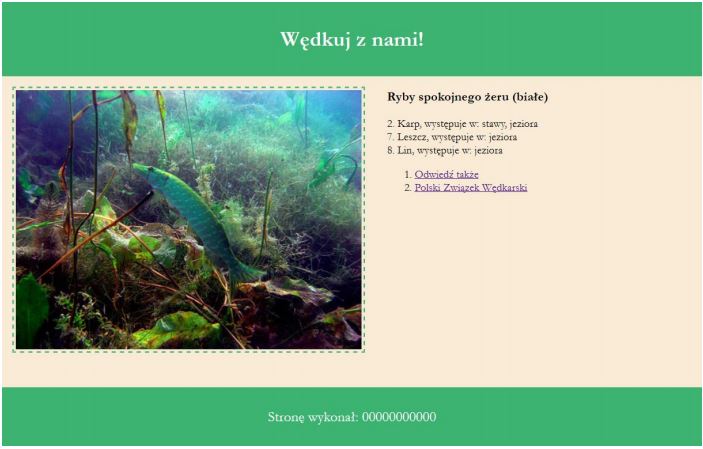 Wędkuj z nami!
Ryby spokojnego żeru (białe)
2. Karp, występuje w: stawy, jeziora
7. Leszcz, występuje w: jeziora
8. Lin, występuje w: jeziora
1. Odwiedź także
2. Polski Związek Wędkarski
Stronę wykonał: 00000000000